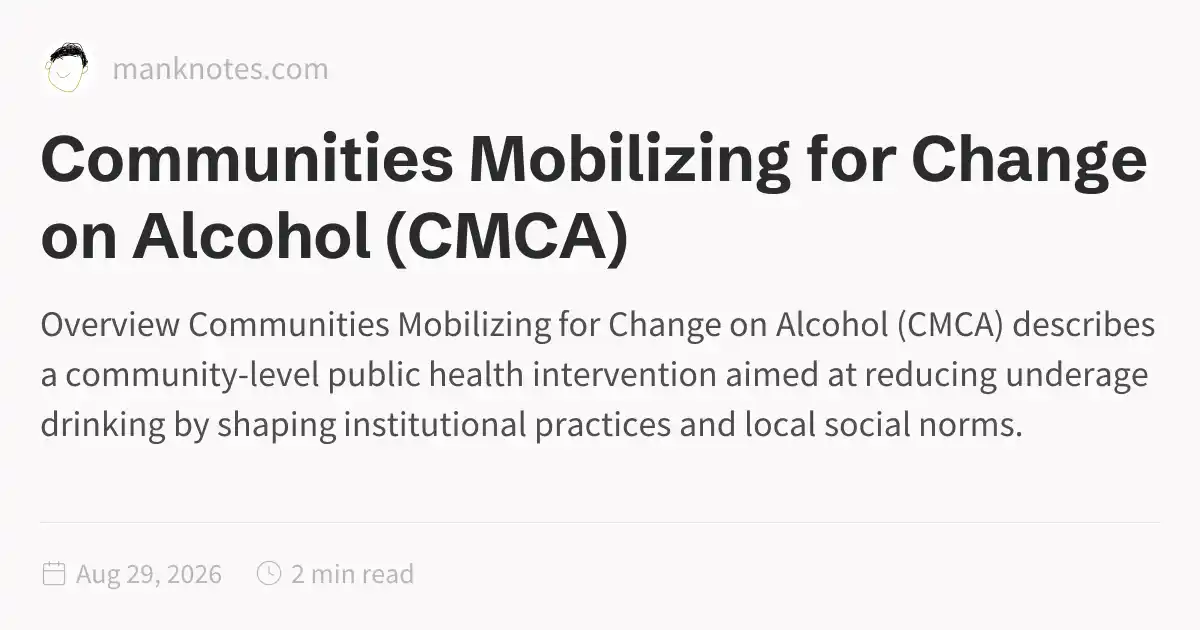 manknotes.com
Communities Mobilizing for Change
on Alcohol (CMCA)
Overview Communities Mobilizing for Change on Alcohol (CMCA) describes
a community-level public health intervention aimed at reducing underage
drinking by shaping institutional practices and local social norms.
Aug 29, 2026 2 min read